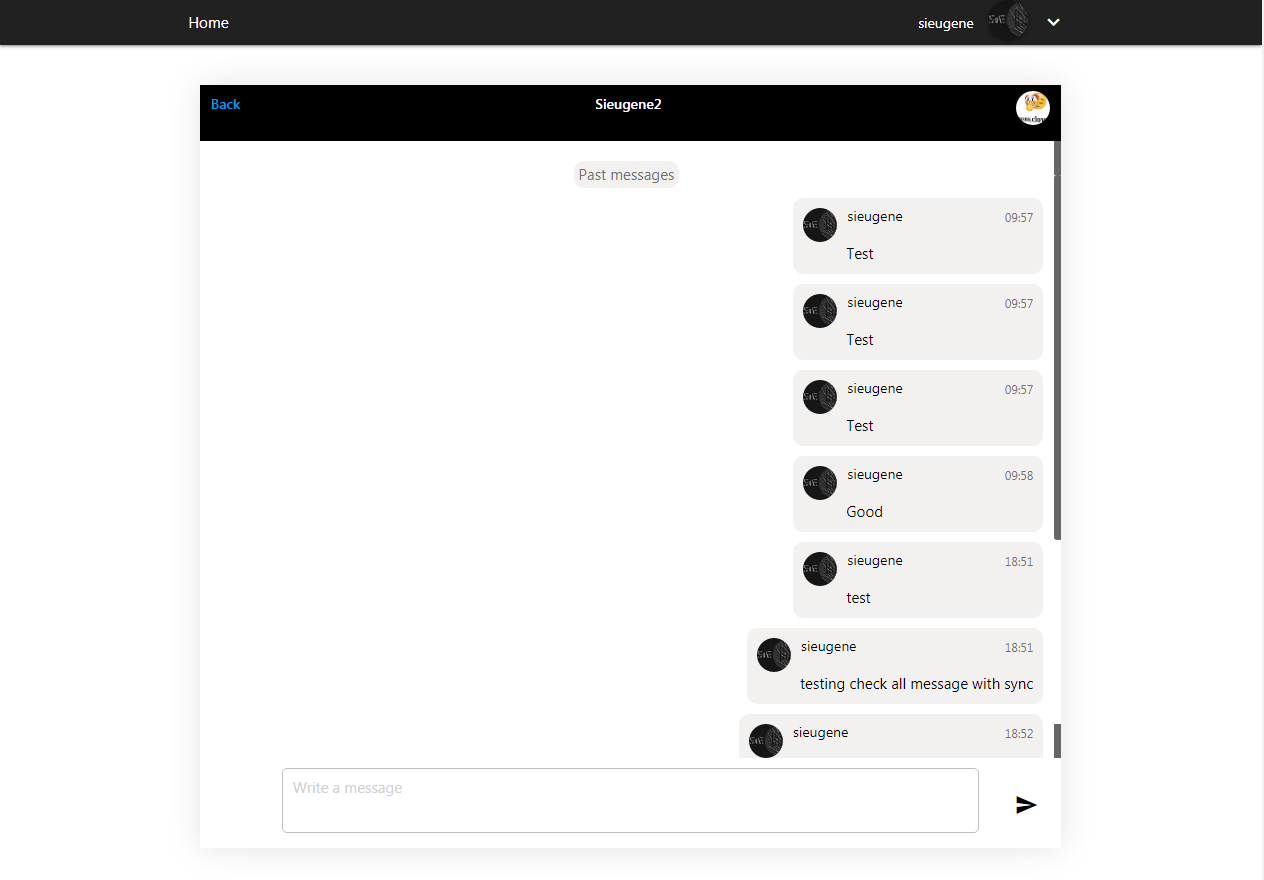 Home
sieugene
Back
Sieugene2
Past messages
sieugene 09:57
Test
sieugene 09:57
Test
sieugene 09:57
Test
sieugene 09:58
Good
sieugene 18:51
test
sieugene 18:51
testing check all message with sync
sieugene 18:52
Write a message